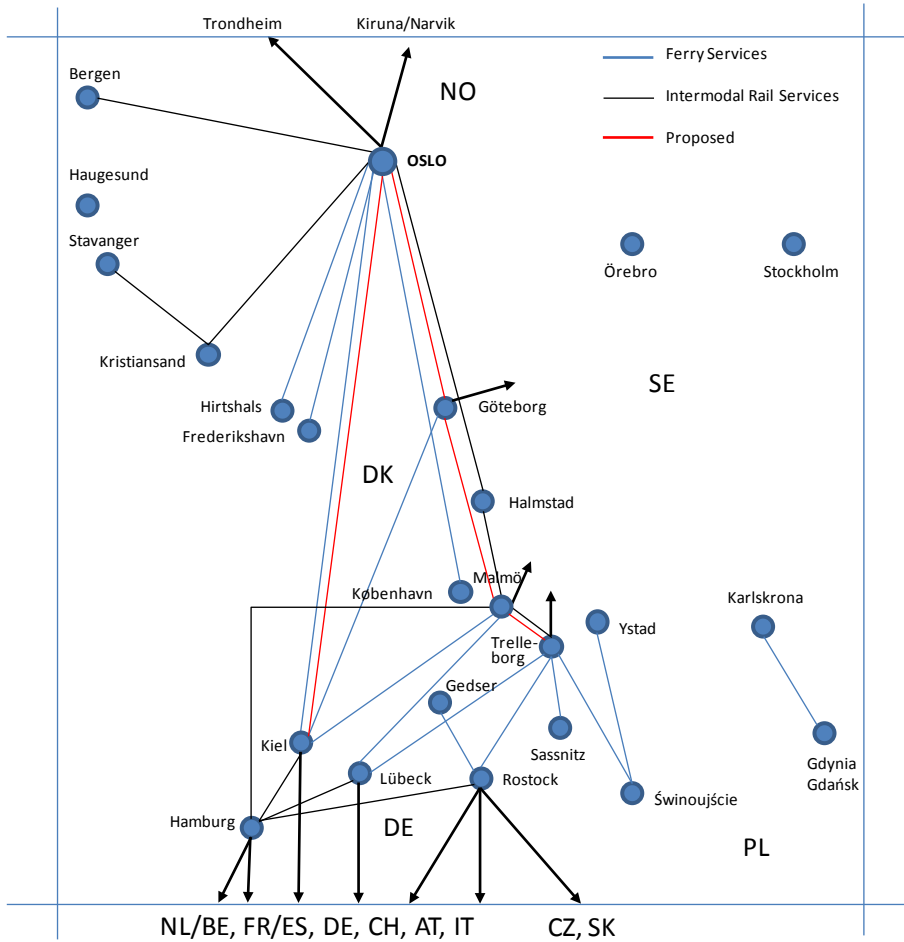 Trondheim
Kiruna/Narvik
Ferry Services
Bergen
NO
Intermodal Rail Services
Proposed
OSLO
Haugesund
Stavanger
Örebro
Stockholm
Kristiansand
SE
Hirtshals
Göteborg
Frederikshavn
DK
Halmstad
Malmö
København
Karlskrona
Ystad
Trelle-
borg
Gedser
Kiel
Sassnitz
Lübeck
Rostock
Gdynia
Gdańsk
Świnoujście
Hamburg
DE
PL
NL/BE, FR/ES, DE, CH, AT, IT
CZ, SK